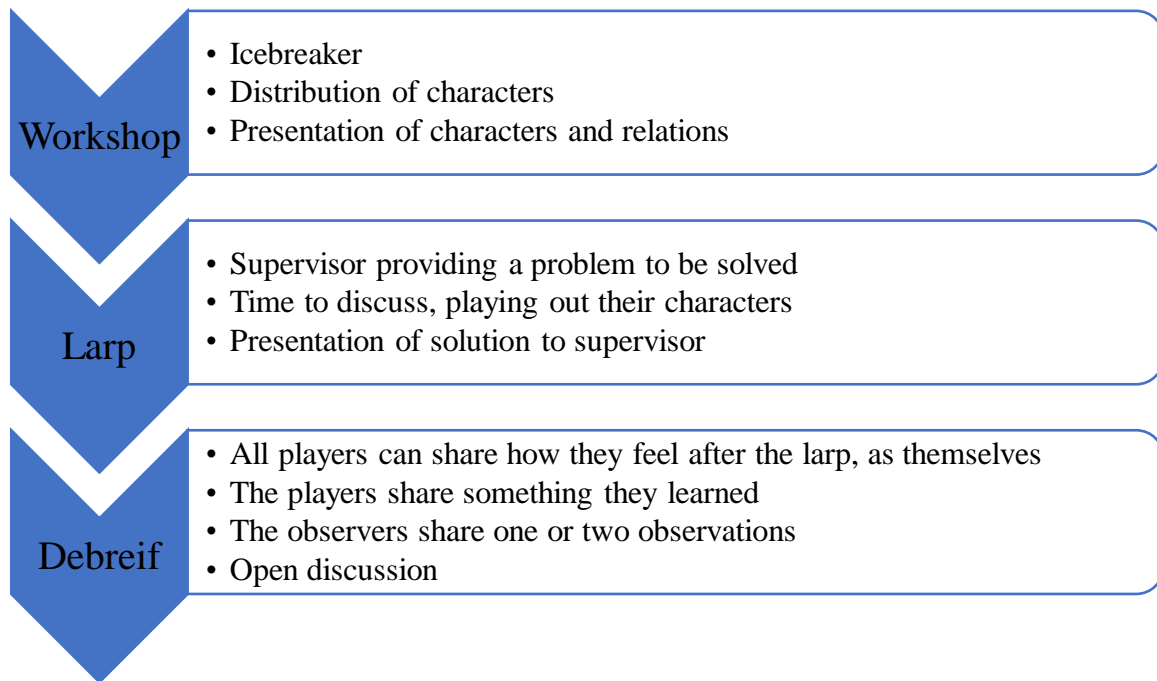 Workshop
• Icebreaker
• Distribution of characters
• Presentation of characters and relations
Larp
• Supervisor providing a problem to be solved
• Time to discuss, playing out their characters
• Presentation of solution to supervisor
Debreif
• All players can share how they feel after the larp, as themselves
• The players share something they learned
• The observers share one or two observations
• Open discussion